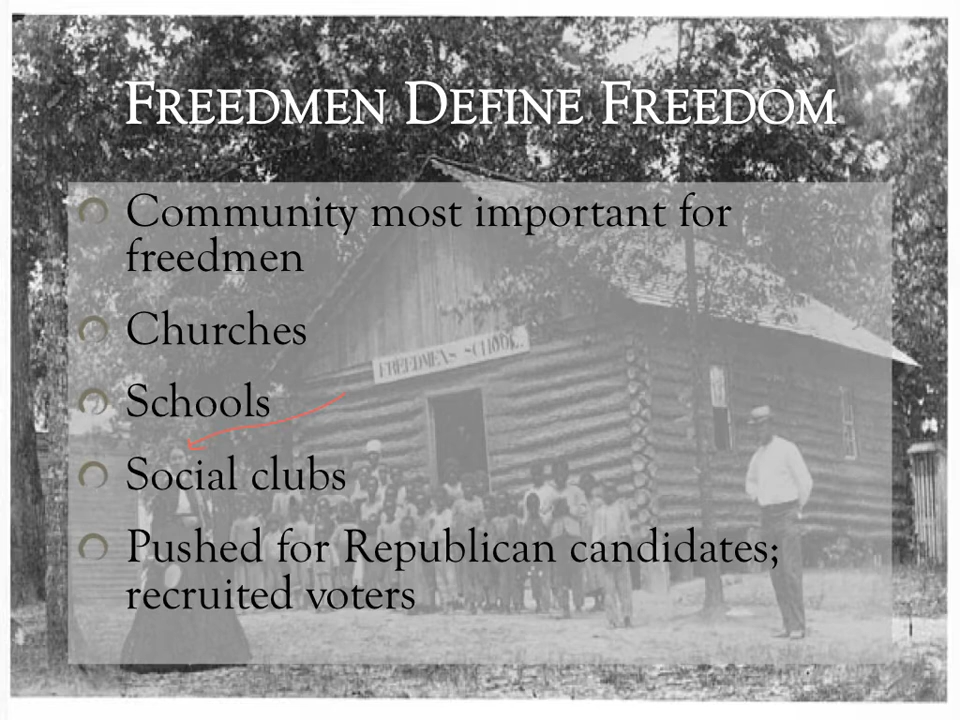 FREEDMEN DEFINE FREEDOM
Community most important for
freedmen
Churches
FREEDMEN'S SCHOOL.
Schools
Social clubs
Pushed for Republican candidates;
recruited voters